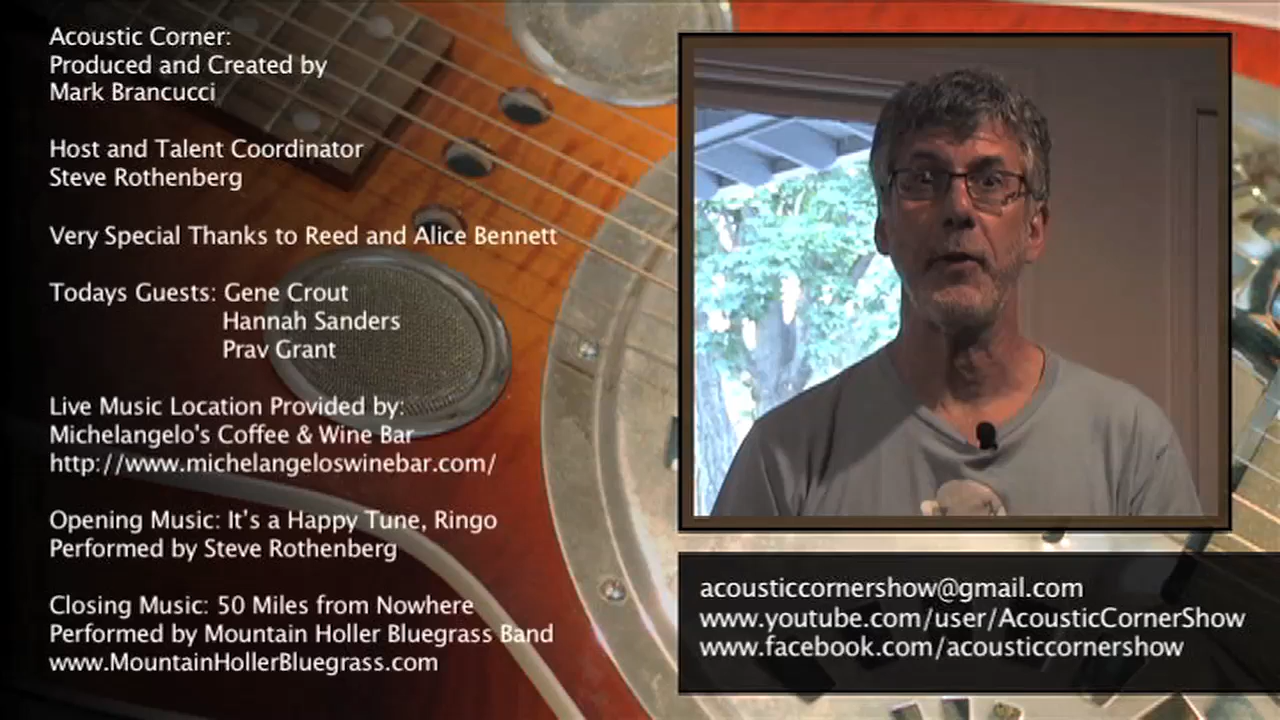 Acoustic Corner:
Produced and Created by
Mark Brancucci
Host and Talent Coordinator
Steve Rothenberg
Very Special Thanks to Reed and Alice Bennett
Todays Guests: Gene Crout
Hannah Sanders
Prav Grant
Live Music Location Provided by:
Michelangelo's Coffee & Wine Bar
http://www.michelangeloswinebar.com/
Opening Music: It's a Happy Tune, Ringo
Performed by Steve Rothenberg
Closing Music: 50 Miles from Nowhere
Performed by Mountain Holler Bluegrass Band
www.MountainHollerBluegrass.com
acousticcornershow@gmail.com
www.youtube.com/user/AcousticCornerShow
www.facebook.com/acousticcornershow